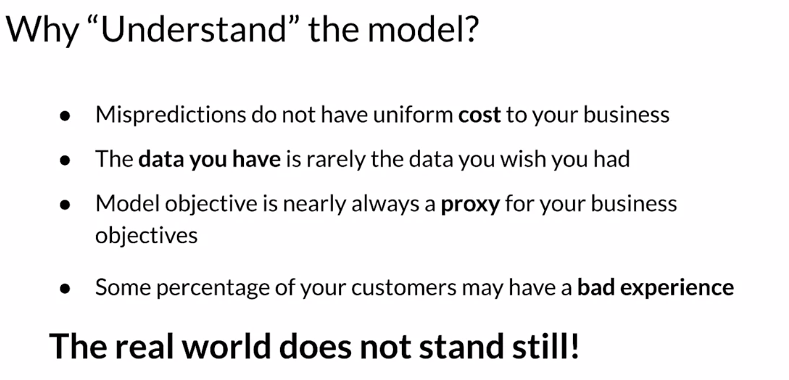 Why “Understand” the model?
● Mispredictions do not have uniform cost to your business
● The data you have is rarely the data you wish you had
● Model objective is nearly always a proxy for your business
objectives
● Some percentage of your customers may have a bad experience
The real world does not stand still!